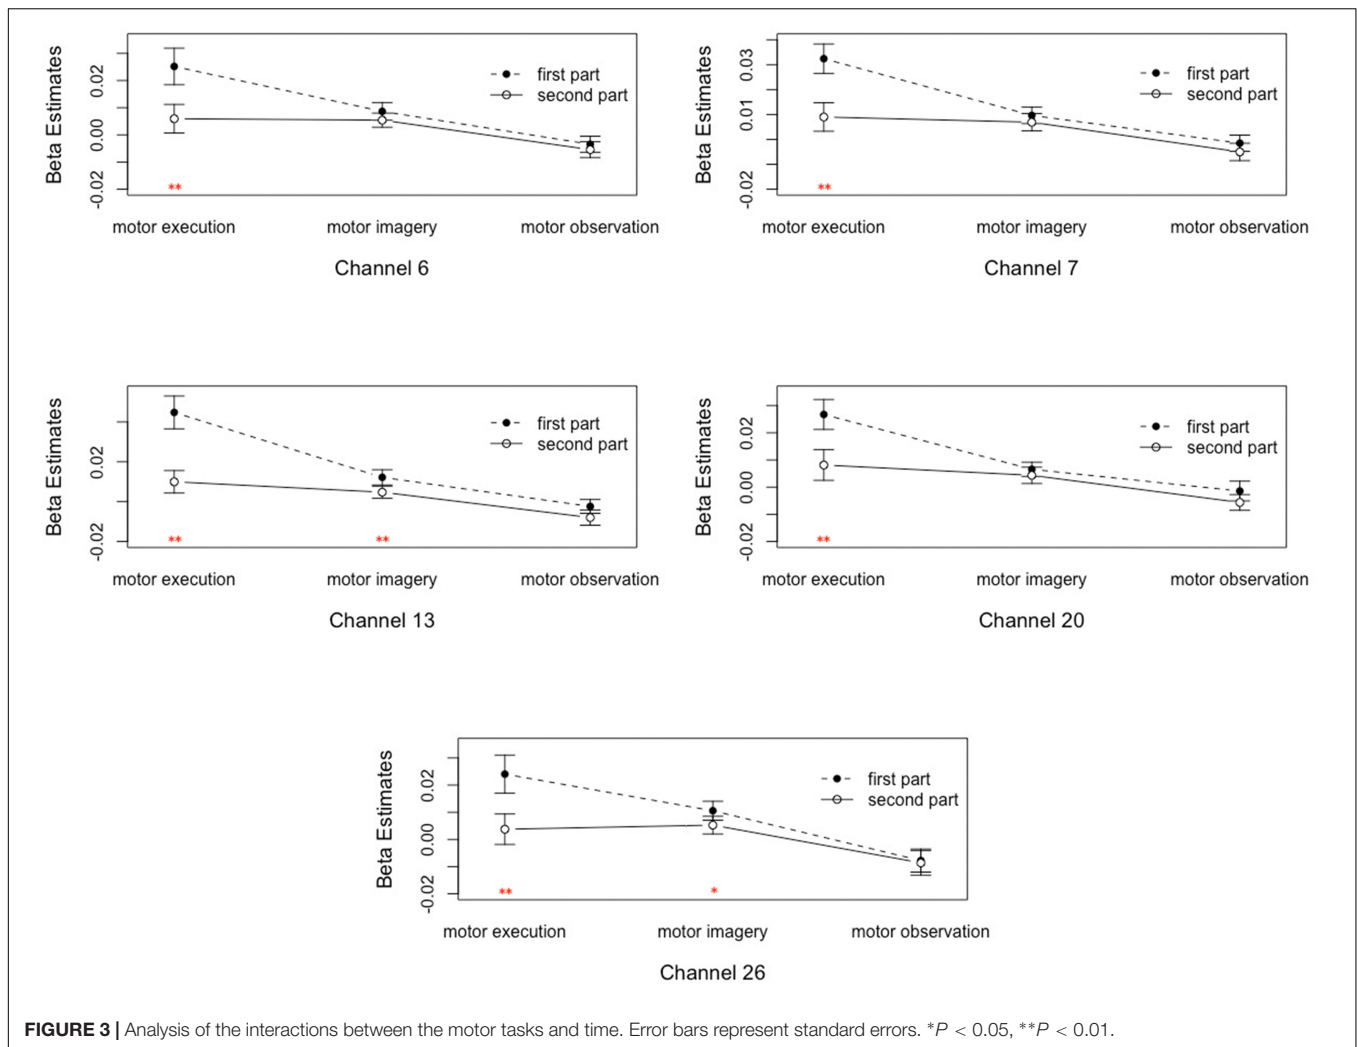 Beta Estimates
0.02
0.00
-0.02
first part
second part
**
motor execution motor imagery motor observation
Channel 6
Beta Estimates
0.03
0.01
-0.02
first part
second part
**
motor execution motor imagery motor observation
Channel 7
Beta Estimates
0.02
-0.02
first part
second part
** **
motor execution motor imagery motor observation
Channel 13
Beta Estimates
0.02
0.00
-0.02
first part
second part
**
motor execution motor imagery motor observation
Channel 20
Beta Estimates
0.02
0.00
-0.02
first part
second part
** *
motor execution motor imagery motor observation
Channel 26
FIGURE 3 | Analysis of the interactions between the motor tasks and time. Error bars represent standard errors. *P < 0.05, **P < 0.01.